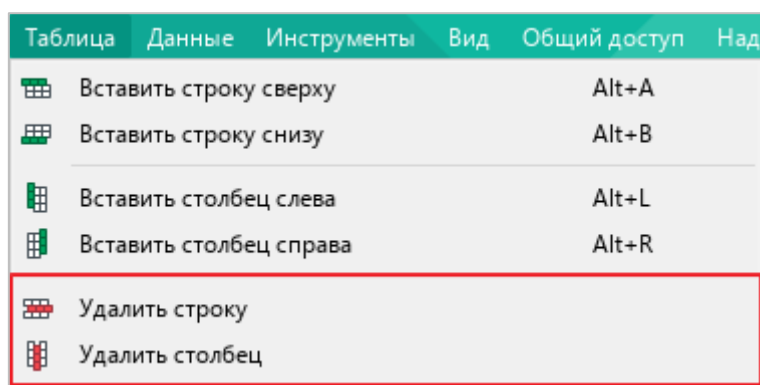 Таблица Данные Инструменты Вид Общий доступ Над
Вставить строку сверху Alt+A
Вставить строку снизу Alt+B
Вставить столбец слева Alt+L
Вставить столбец справа Alt+R
Удалить строку
Удалить столбец